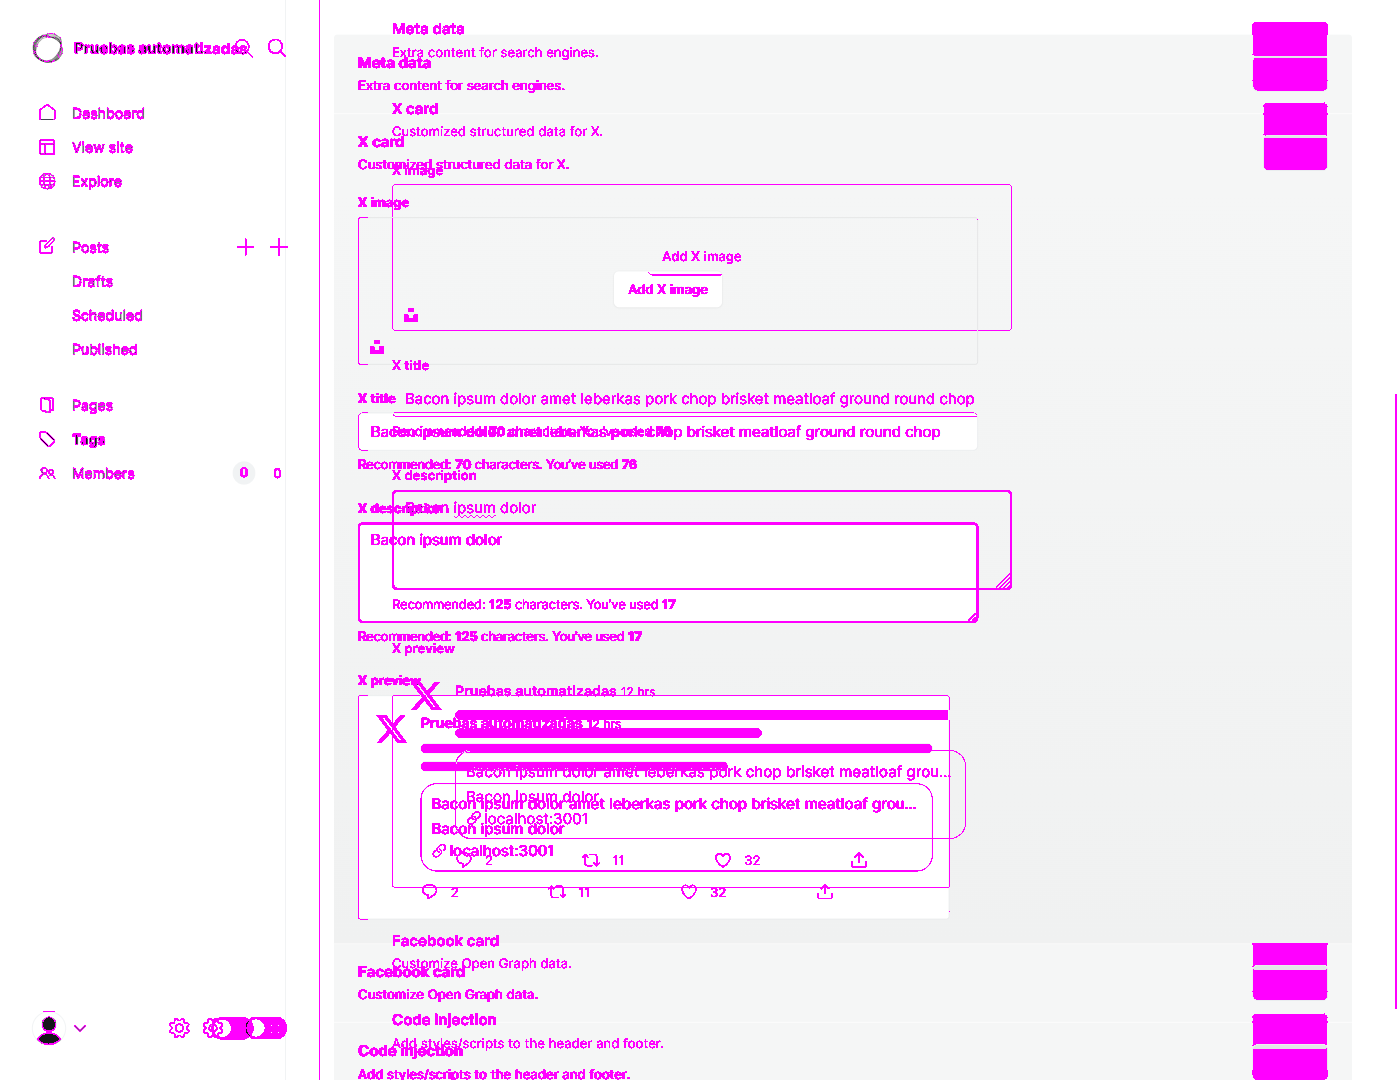 Pruebas automatizadas
Meta data
Extra content for search engines.
Meta data
Extra content for search engines.
Dashboard
View site
Explore
Posts
Drafts
Scheduled
Published
Pages
Tags
Members
0
0
X card
Customized structured data for X.
X card
Customized structured data for X.
X image
X image
Add X image
Add X image
X title
X title
Bacon ipsum dolor amet leberkas pork chop brisket meatloaf ground round chop
Bacon ipsum dolor amet leberkas pork chop brisket meatloaf ground round chop
Recommended: 70 characters. You've used 76
Recommended: 70 characters. You've used 76
X description
X description
Bacon ipsum dolor
Bacon ipsum dolor
Recommended: 125 characters. You've used 17
Recommended: 125 characters. You've used 17
X preview
X preview
Pruebas automatizadas 12 hrs
Pruebas automatizadas 12 hrs
Bacon ipsum dolor amet leberkas pork chop brisket meatloaf grou...
Bacon ipsum dolor
Bacon ipsum dolor amet leberkas pork chop brisket meatloaf grou...
localhost:3001
Bacon ipsum dolor
localhost:3001
2 11 32
2 11 32
Facebook card
Customize Open Graph data.
Facebook card
Customize Open Graph data.
Code injection
Add styles/scripts to the header and footer.
Code injection
Add styles/scripts to the header and footer.